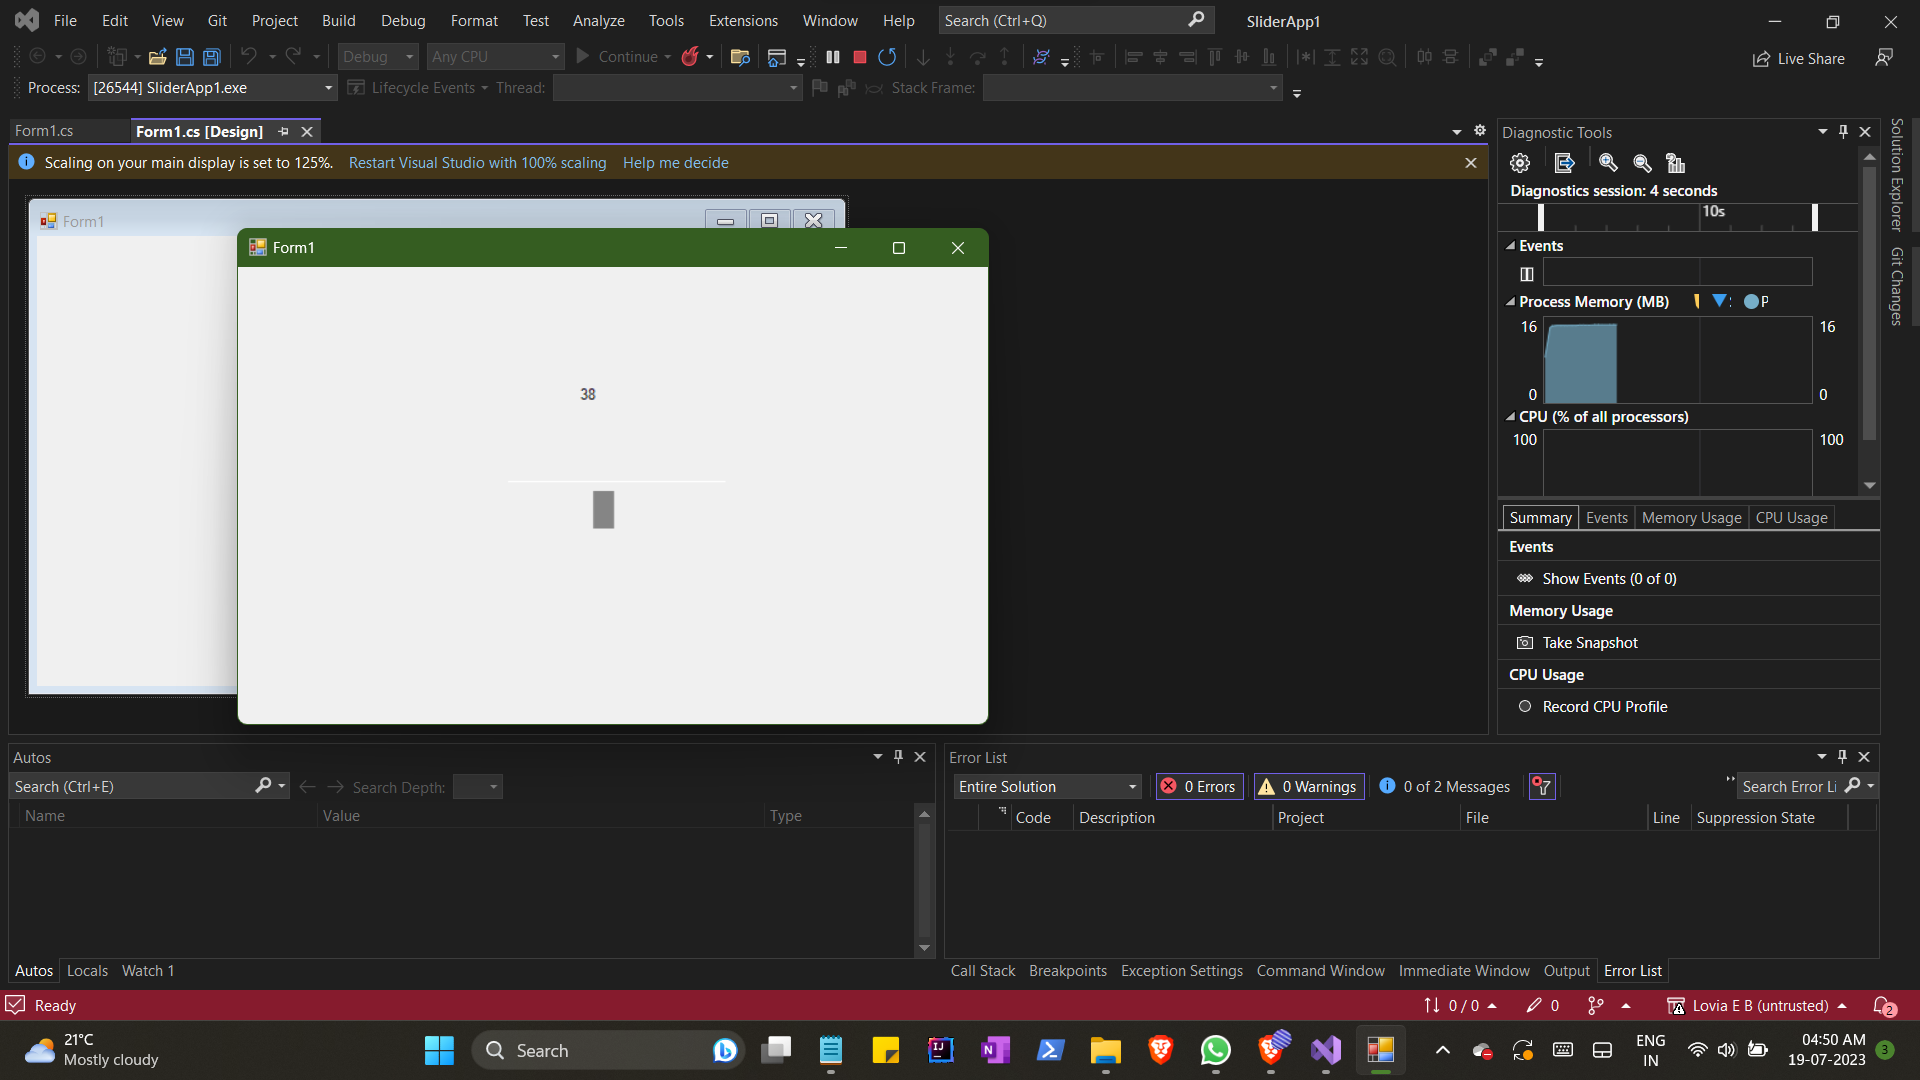 File Edit View Git Project Build Debug Format Test Analyze Tools Extensions Window Help Search (Ctrl+Q) SliderApp1
Debug Any CPU Continue Live Share
Process: [26544] SliderApp1.exe Lifecycle Events Thread: Stack Frame:
Form1.cs Form1.cs [Design]
Scaling on your main display is set to 125%. Restart Visual Studio with 100% scaling Help me decide
Form1
Form1
38
Diagnostic Tools
Diagnostics session: 4 seconds
10s
Events
Process Memory (MB) P
16 16
0 0
CPU (% of all processors)
100 100
Summary Events Memory Usage CPU Usage
Events
Show Events (0 of 0)
Memory Usage
Take Snapshot
CPU Usage
Record CPU Profile
Solution Explorer
Git Changes
Autos
Search (Ctrl+E) Search Depth:
Name Value Type
Autos Locals Watch 1
Error List
Entire Solution 0 Errors 0 Warnings 0 of 2 Messages Search Error Li
Code Description Project File Line Suppression State
Call Stack Breakpoints Exception Settings Command Window Immediate Window Output Error List
Ready 0 / 0 0 Lovia E B (untrusted) 2
21°C
Mostly cloudy
Search
ENG
IN
04:50 AM
19-07-2023
3